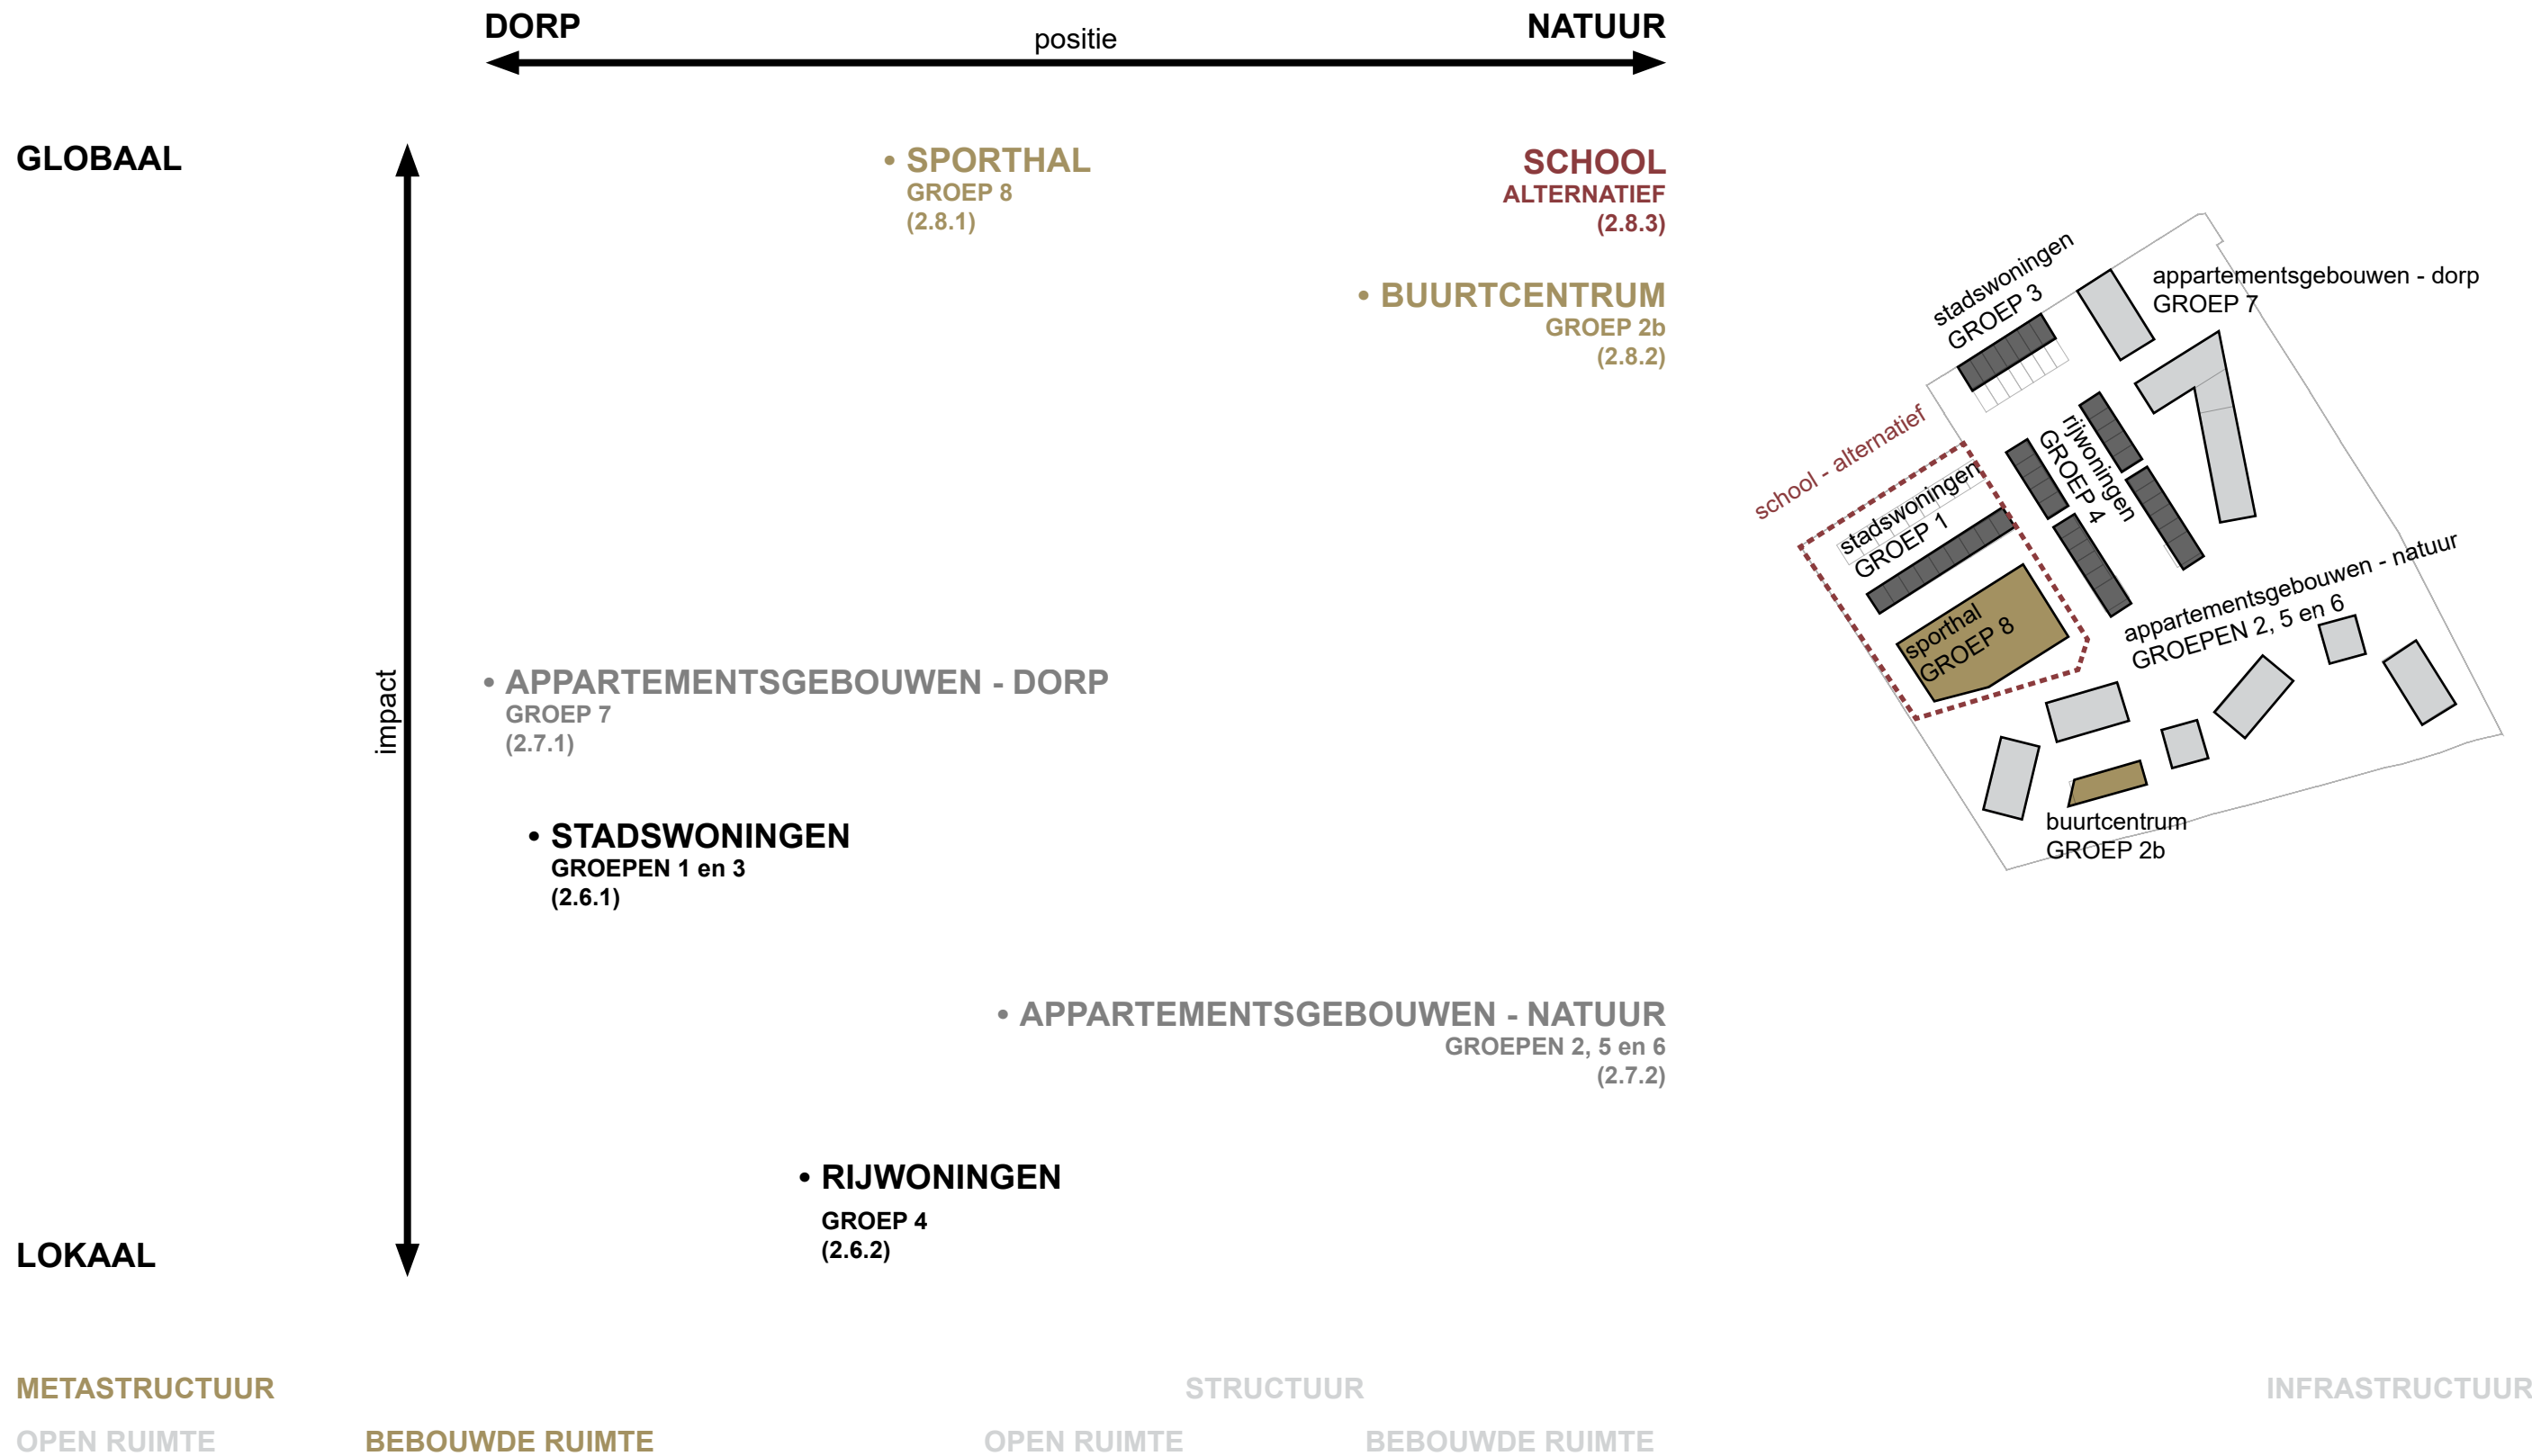 DORP
positie
NATUUR
GLOBAAL
• SPORTHAL
GROEP 8
(2.8.1)
SCHOOL
ALTERNATIEF
(2.8.3)
• BUURTCENTRUM
GROEP 2b
(2.8.2)
impact
• APPARTEMENTSGEBOUWEN - DORP
GROEP 7
(2.7.1)
• STADSWONINGEN
GROEPEN 1 en 3
(2.6.1)
• APPARTEMENTSGEBOUWEN - NATUUR
GROEPEN 2, 5 en 6
(2.7.2)
• RIJWONINGEN
GROEP 4
(2.6.2)
LOKAAL
stadswoningen
GROEP 3
appartementsgebouwen - dorp
GROEP 7
school - alternatief
rijwoningen
GROEP 4
stadswoningen
GROEP 1
sporthal
GROEP 8
appartementsgebouwen - natuur
GROEPEN 2, 5 en 6
buurtcentrum
GROEP 2b
METASTRUCTUUR
STRUCTUUR
INFRASTRUCTUUR
OPEN RUIMTE
BEBOUWDE RUIMTE
OPEN RUIMTE
BEBOUWDE RUIMTE